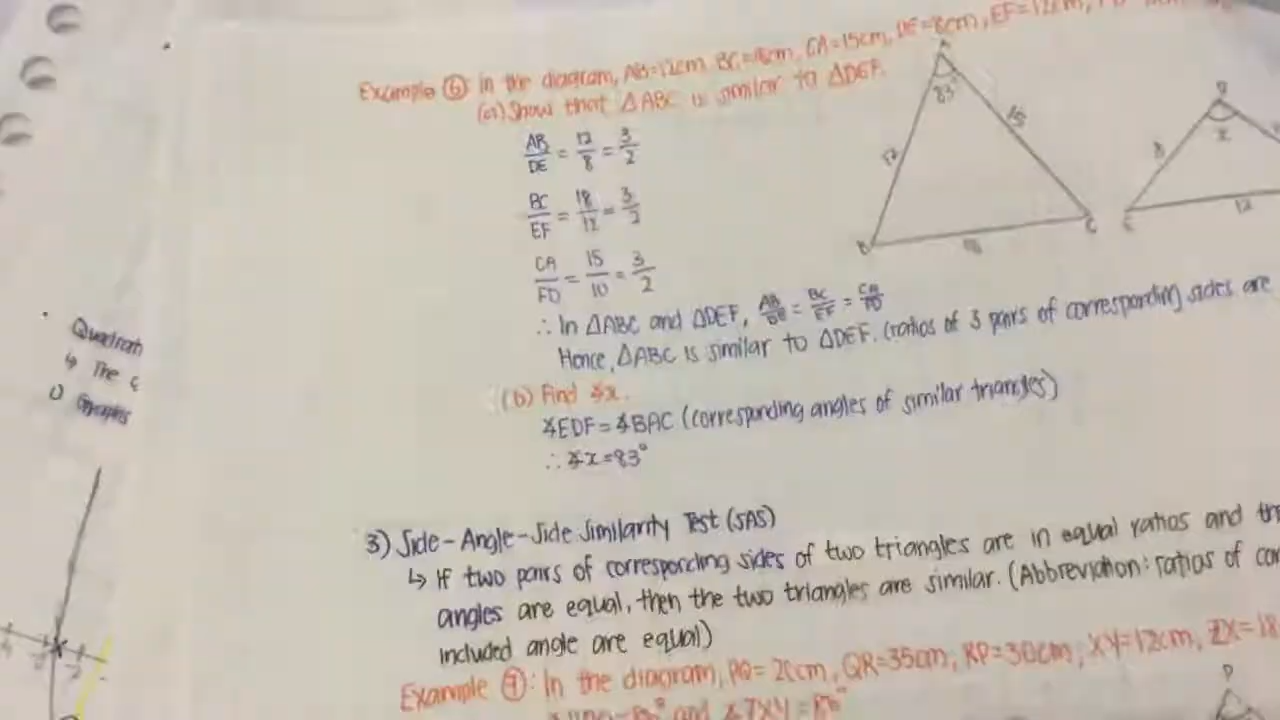 Example ⑥: In the diagram, AB=12cm, BC=18cm, CA=15cm, DE=8cm, EF=12cm,
(a) Show that △ABC is similar to △DEF.
AB/DE = 12/8 = 3/2
BC/EF = 18/12 = 3/2
CA/FD = 15/10 = 3/2
∴ In △ABC and △DEF, AB/DE = BC/EF = CA/FD
Hence, △ABC is similar to △DEF. (ratios of 3 pairs of corresponding sides are
(b) Find ∡x.
∡EDF = ∡BAC (corresponding angles of similar triangles)
∴ ∡x = 83°
3) Side-Angle-Side Similarity Test (SAS)
↳ If two pairs of corresponding sides of two triangles are in equal ratios and
angles are equal, then the two triangles are similar. (Abbreviation: ratios of
included angle are equal)
Example ⑦: In the diagram, PQ = 20cm, QR=35cm, RP=30cm, XY=12cm, ZX=18
A
83°
12
15
B
18
C
D
x
8
12
E
D
↳ The